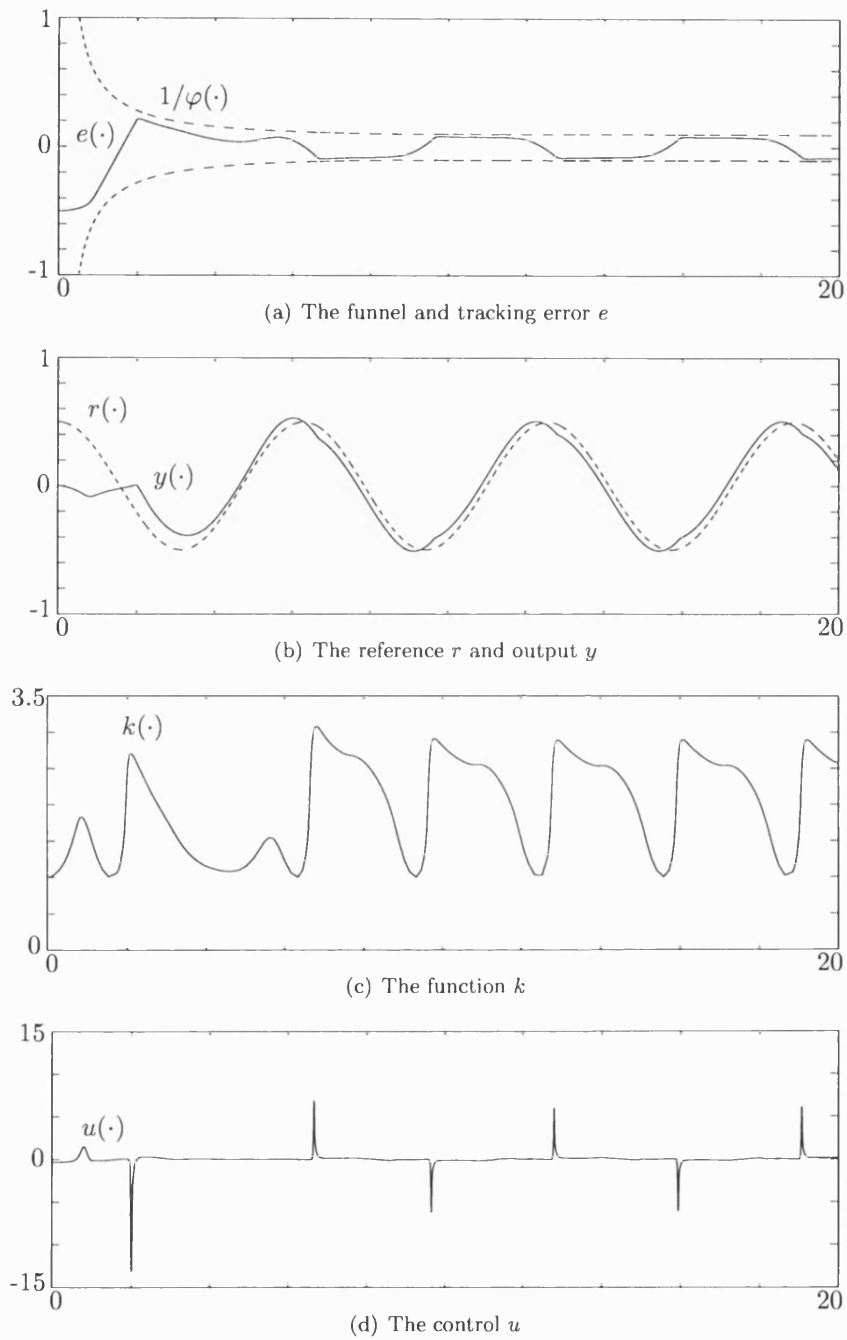 1
1/φ(·)
e(·)
0
-1
0
20
(a) The funnel and tracking error e
1
r(·)
y(·)
0
-1
0
20
(b) The reference r and output y
3.5
k(·)
0
0
20
(c) The function k
15
u(·)
0
-15
0
20
(d) The control u